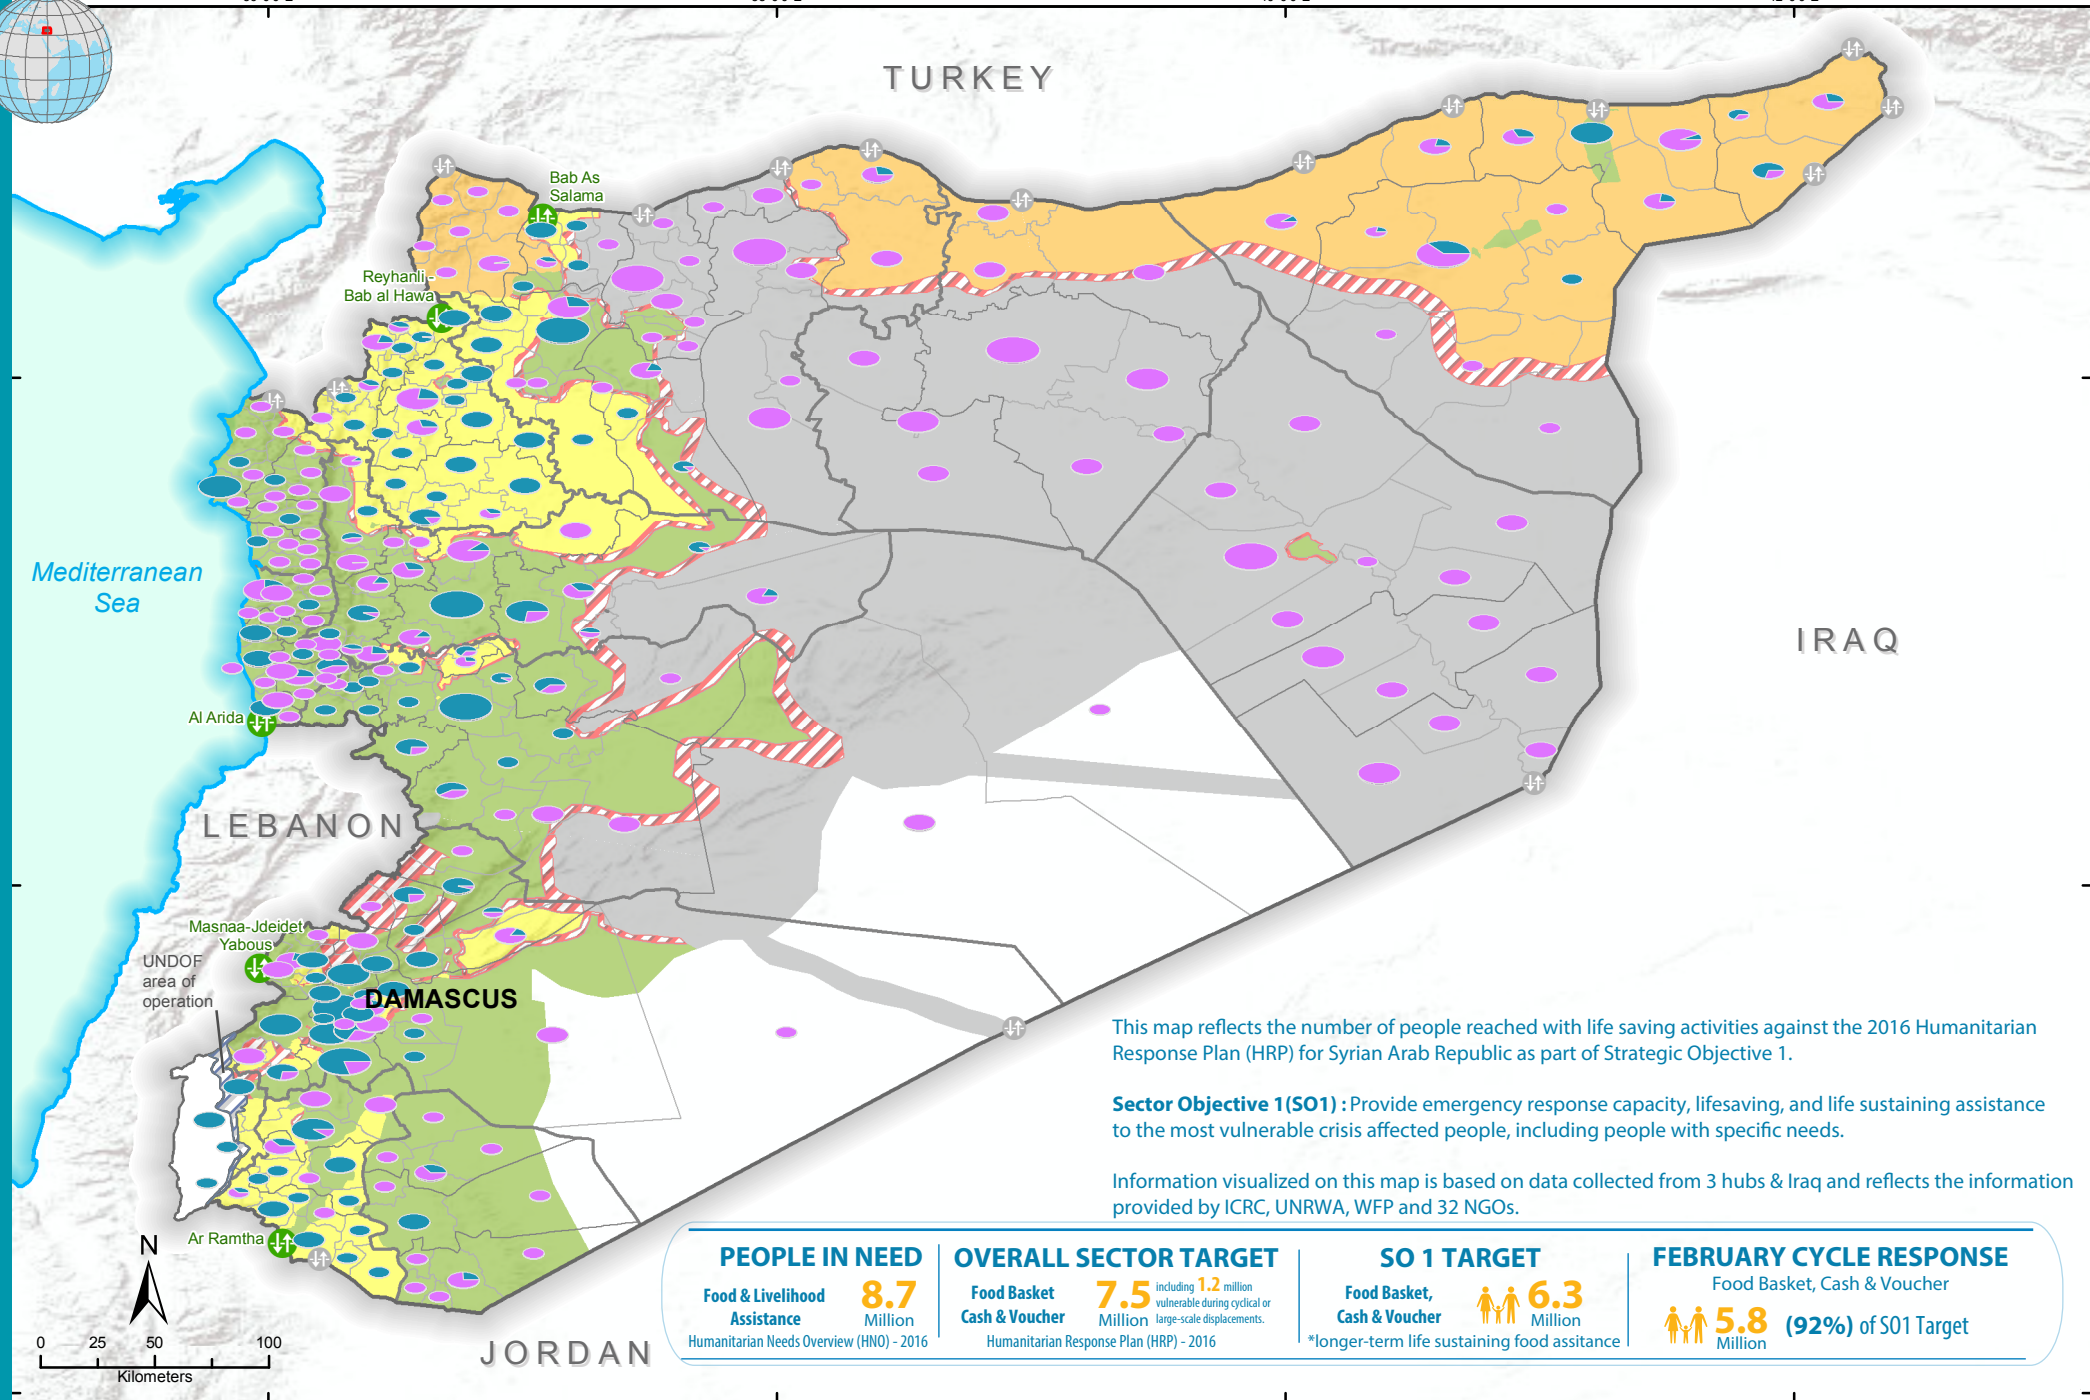 TURKEY
Bab As
Salama
Reyhanli -
Bab al Hawa
Mediterranean
Sea
IRAQ
Al Arida
LEBANON
Masnaa-Jdeidet
Yabous
UNDOF
area of
operation
DAMASCUS
This map reflects the number of people reached with life saving activities against the 2016 Humanitarian
Response Plan (HRP) for Syrian Arab Republic as part of Strategic Objective 1.
Sector Objective 1(SO1) : Provide emergency response capacity, lifesaving, and life sustaining assistance
to the most vulnerable crisis affected people, including people with specific needs.
Information visualized on this map is based on data collected from 3 hubs & Iraq and reflects the information
provided by ICRC, UNRWA, WFP and 32 NGOs.
Ar Ramtha
N
0 25 50 100
Kilometers
JORDAN
PEOPLE IN NEED
Food & Livelihood
Assistance
8.7
Million
Humanitarian Needs Overview (HNO) - 2016
OVERALL SECTOR TARGET
Food Basket
Cash & Voucher
7.5
Million
including 1.2 million
vulnerable during cyclical or
large-scale displacements.
Humanitarian Response Plan (HRP) - 2016
SO 1 TARGET
Food Basket,
Cash & Voucher
6.3
Million
*longer-term life sustaining food assitance
FEBRUARY CYCLE RESPONSE
Food Basket, Cash & Voucher
5.8
Million
(92%) of SO1 Target